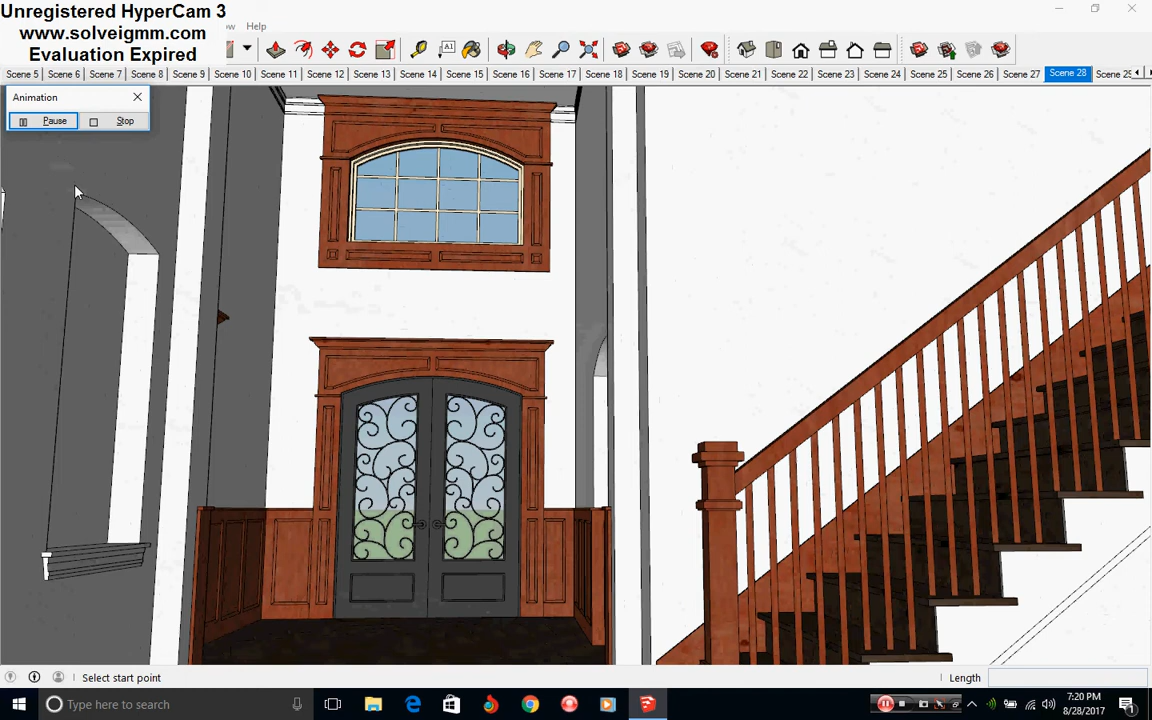 Unregistered HyperCam 3
www.solveigmm.com
Evaluation Expired
Help
A1
Scene 5 Scene 6 Scene 7 Scene 8 Scene 9 Scene 10 Scene 11 Scene 12 Scene 13 Scene 14 Scene 15 Scene 16 Scene 17 Scene 18 Scene 19 Scene 20 Scene 21 Scene 22 Scene 23 Scene 24 Scene 25 Scene 26 Scene 27 Scene 28
Animation
Pause Stop
Select start point Length
Type here to search
7:20 PM
8/28/2017